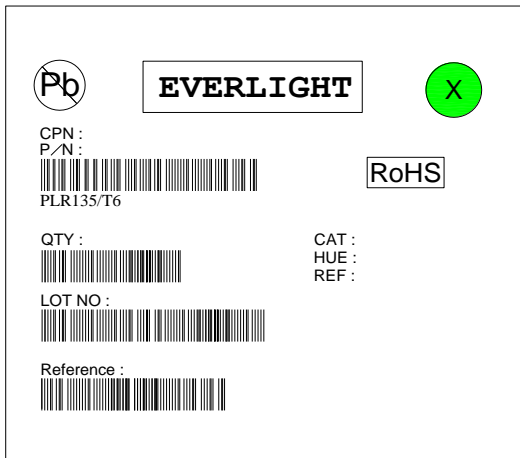 Pb
EVERLIGHT
X
CPN :
P/N :
RoHS
PLR135/T6
QTY :
CAT :
HUE :
REF :
LOT NO :
Reference :